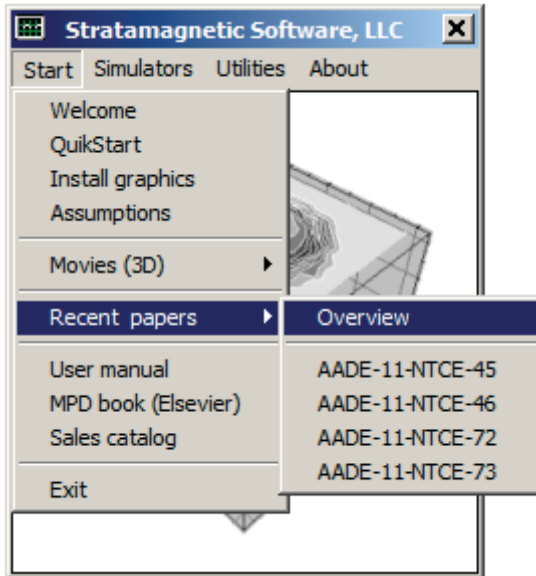 Stratamagnetic Software, LLC
Start Simulators Utilities About
Welcome
QuikStart
Install graphics
Assumptions
Movies (3D)
Recent papers
Overview
User manual
MPD book (Elsevier)
Sales catalog
Exit
AADE-11-NTCE-45
AADE-11-NTCE-46
AADE-11-NTCE-72
AADE-11-NTCE-73